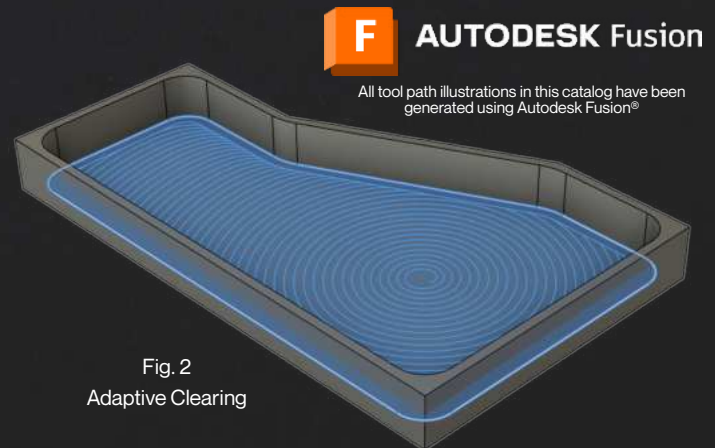 F AUTODESK Fusion
All tool path illustrations in this catalog have been
generated using Autodesk Fusion®
Fig. 2
Adaptive Clearing